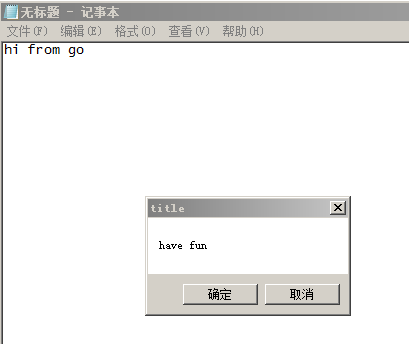 无标题 - 记事本
文件(F) 编辑(E) 格式(O) 查看(V) 帮助(H)
hi from go
title
have fun
确定 取消